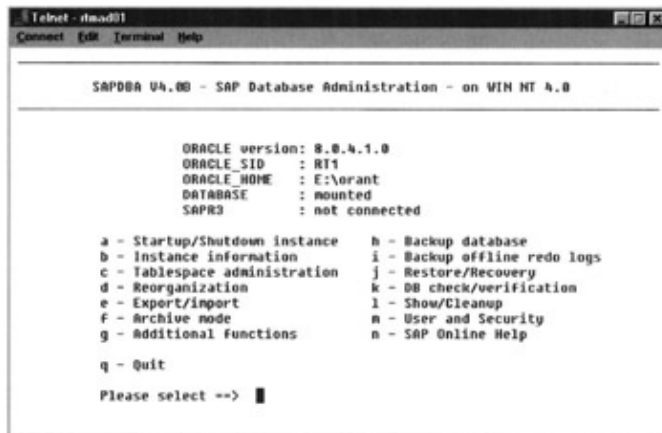 Telnet - rtmad01
Connect Edit Terminal Help
SAPDBA V4.0B - SAP Database Administration - on WIN NT 4.0
ORACLE version: 8.0.4.1.0
ORACLE_SID : RT1
ORACLE_HOME : E:\orant
DATABASE : mounted
SAPR3 : not connected
a - Startup/Shutdown instance h - Backup database
b - Instance information i - Backup offline redo logs
c - Tablespace administration j - Restore/Recovery
d - Reorganization k - DB check/verification
e - Export/import l - Show/Cleanup
f - Archive mode m - User and Security
g - Additional functions n - SAP Online Help
q - Quit
Please select ==>